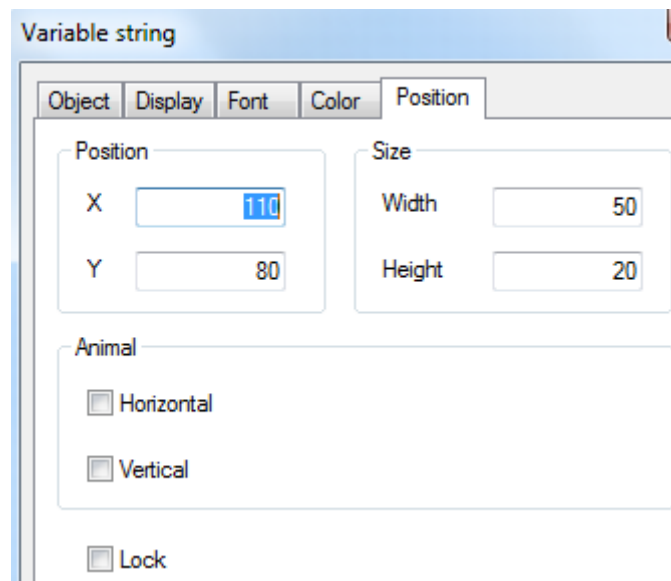 Variable string
Object Display Font Color Position
Position
X 110
Y 80
Size
Width 50
Height 20
Animal
Horizontal
Vertical
Lock